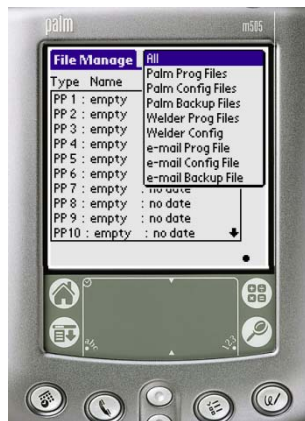 palm
m505
File Manage
All
Palm Prog Files
Palm Config Files
Palm Backup Files
Welder Prog Files
Welder Config
e-mail Prog File
e-mail Config File
e-mail Backup File
Type Name
PP 1 : empty
PP 2 : empty
PP 3 : empty
PP 4 : empty
PP 5 : empty
PP 6 : empty
PP 7 : empty : no date
PP 8 : empty : no date
PP 9 : empty : no date
PP10 : empty : no date
abc
123